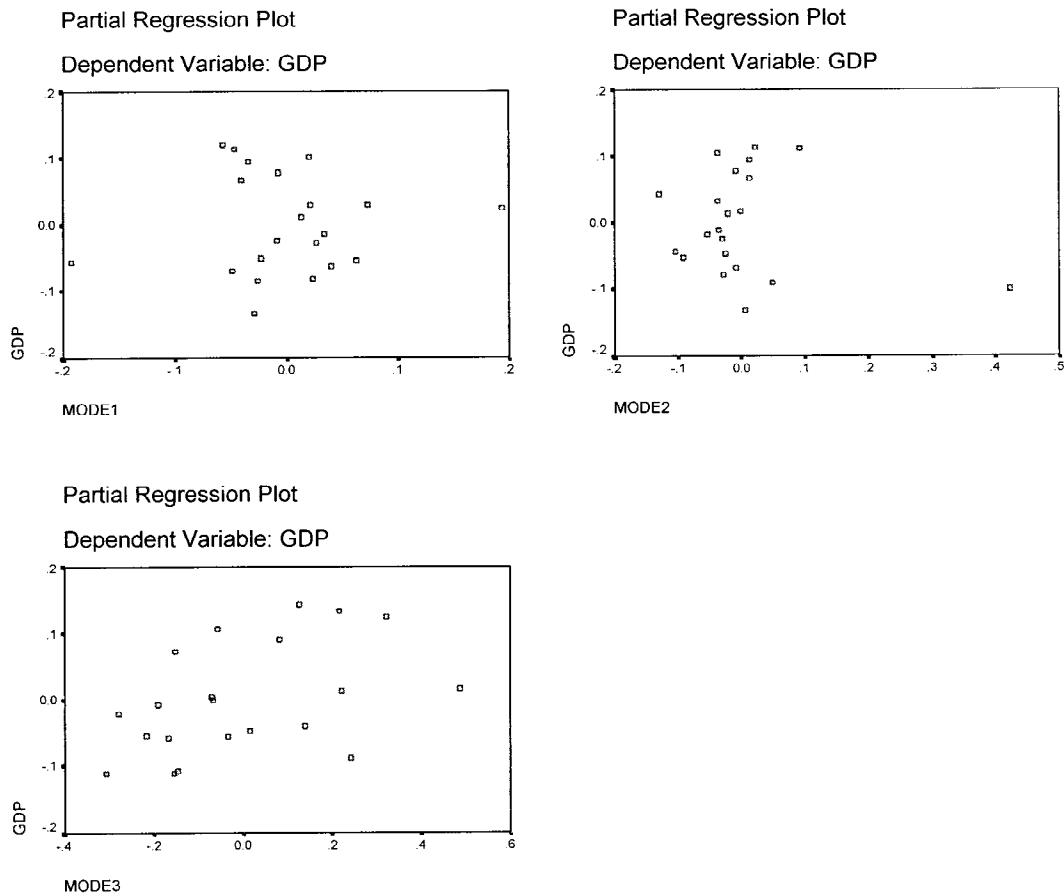 Partial Regression Plot
Dependent Variable: GDP
.2
.1
0.0
-.1
-.2
GDP
-.2
-.1
0.0
.1
.2
MODE1
Partial Regression Plot
Dependent Variable: GDP
.2
.1
0.0
-.1
-.2
GDP
-.2
-.1
0.0
.1
.2
.3
.4
.5
MODE2
Partial Regression Plot
Dependent Variable: GDP
.2
.1
0.0
-.1
-.2
GDP
-.4
-.2
0.0
.2
.4
.6
MODE3